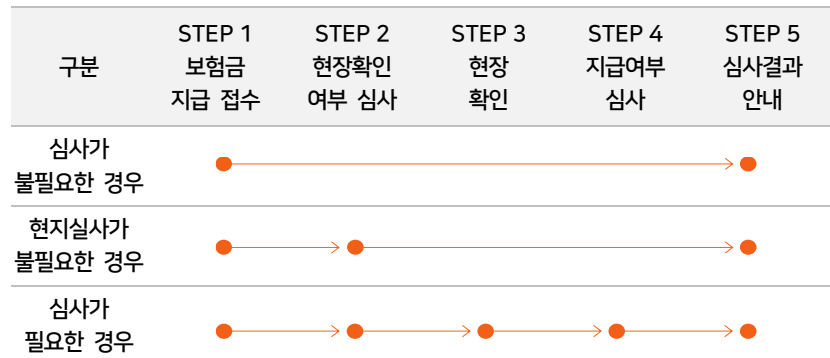 구분
STEP 1
보험금
지급 접수
STEP 2
현장확인
여부 심사
STEP 3
현장
확인
STEP 4
지급여부
심사
STEP 5
심사결과
안내
심사가
불필요한 경우
현지실사가
불필요한 경우
심사가
필요한 경우